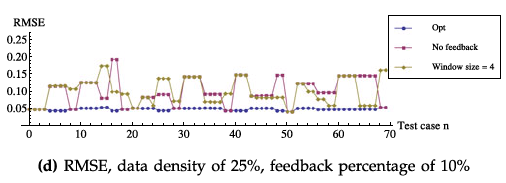 RMSE
0.25
0.20
0.15
0.10
0.05
0 10 20 30 40 50 60 70
Test case n
Opt
No feedback
Window size = 4
(d) RMSE, data density of 25%, feedback percentage of 10%